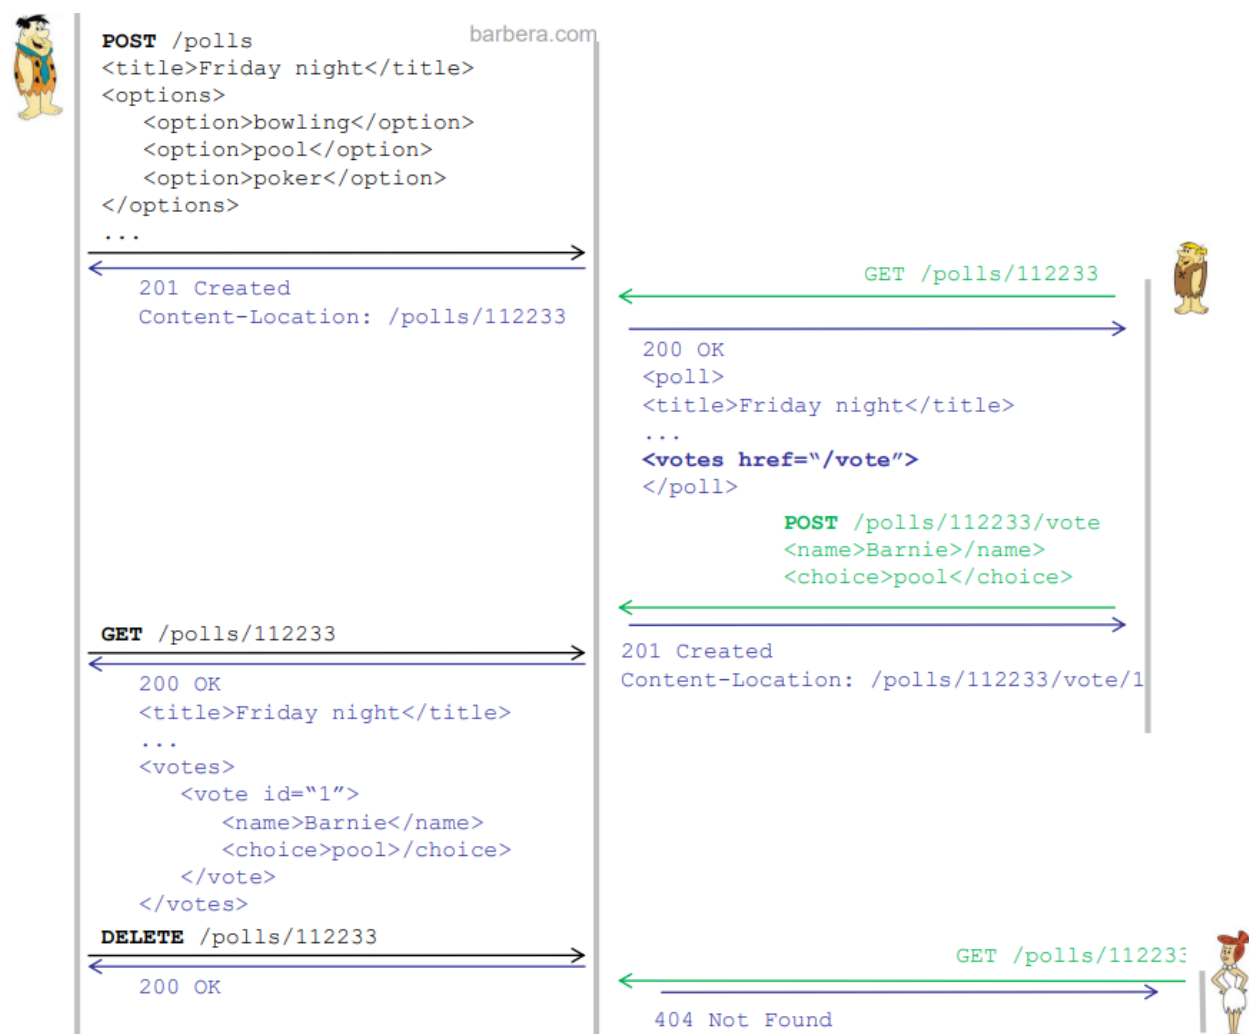 barbera.com
POST /polls
<title>Friday night</title>
<options>
<option>bowling</option>
<option>pool</option>
<option>poker</option>
</options>
...
201 Created
Content-Location: /polls/112233
GET /polls/112233
200 OK
<poll>
<title>Friday night</title>
...
<votes href=“/vote”>
</poll>
POST /polls/112233/vote
<name>Barnie>/name>
<choice>pool</choice>
201 Created
Content-Location: /polls/112233/vote/1
GET /polls/112233
200 OK
<title>Friday night</title>
...
<votes>
<vote id=“1”>
<name>Barnie</name>
<choice>pool>/choice>
</vote>
</votes>
DELETE /polls/112233
200 OK
GET /polls/112233
404 Not Found